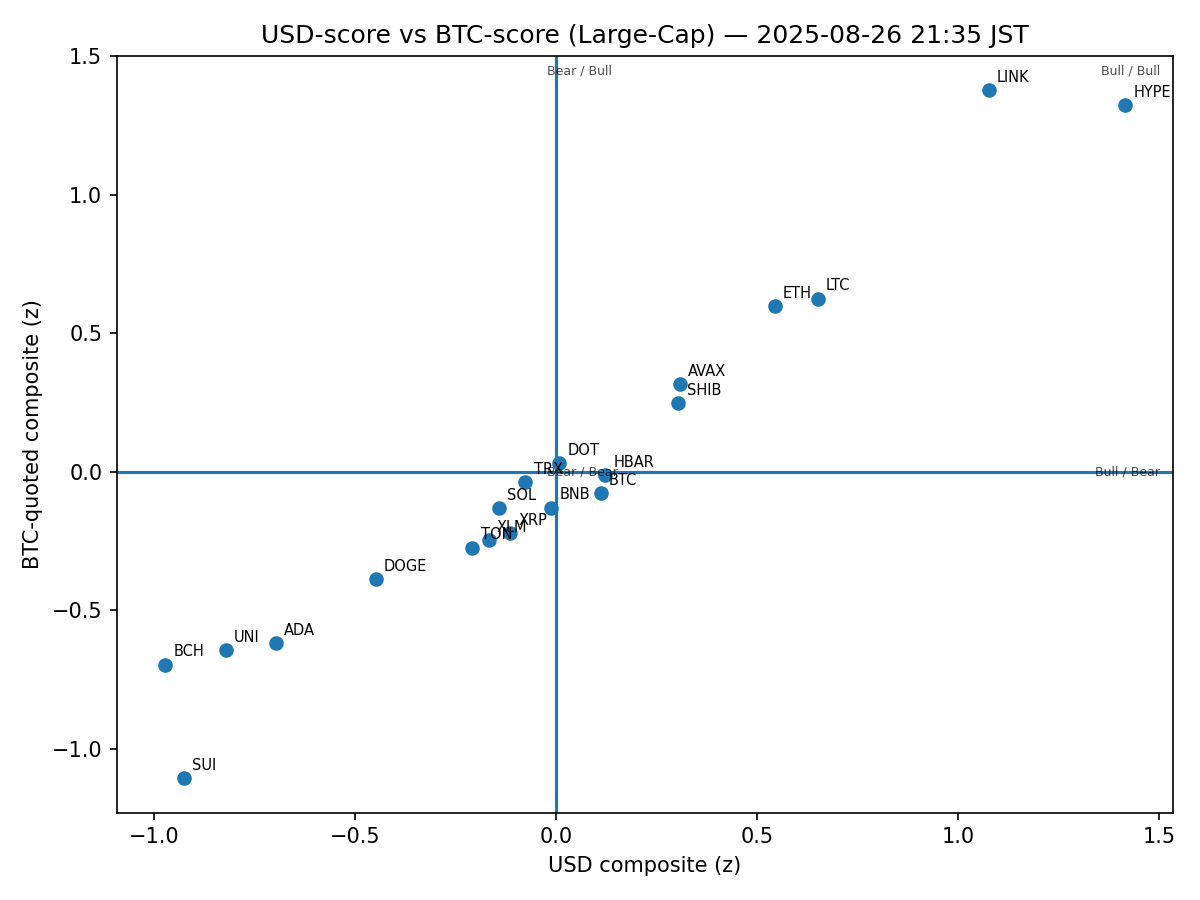 USD-score vs BTC-score (Large-Cap) — 2025-08-26 21:35 JST
1.5
Bear / Bull
Bull / Bull
LINK
HYPE
1.0
LTC
ETH
0.5
AVAX
SHIB
DOT
HBAR
TRX
0.0
Bear / Bear
Bull / Bear
BTC
SOL
BNB
XRP
XLM
TON
DOGE
−0.5
ADA
UNI
BCH
−1.0
SUI
BTC-quoted composite (z)
−1.0
−0.5
0.0
0.5
1.0
1.5
USD composite (z)